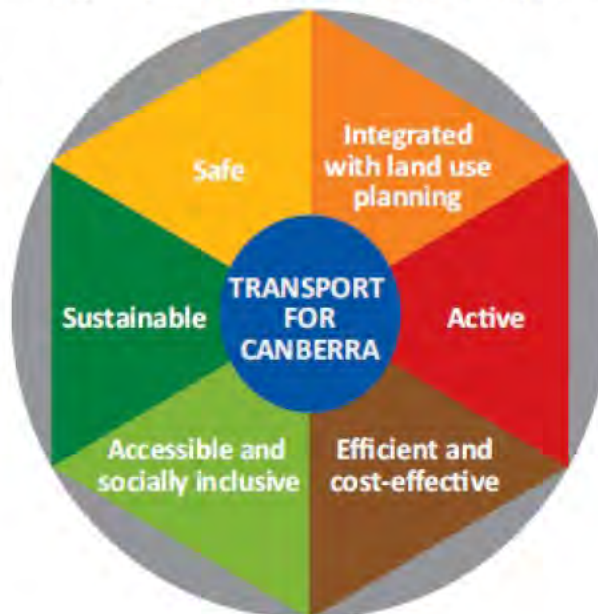 Safe
Integrated
with land use
planning
Sustainable
TRANSPORT
FOR
CANBERRA
Active
Accessible and
socially inclusive
Efficient and
cost-effective